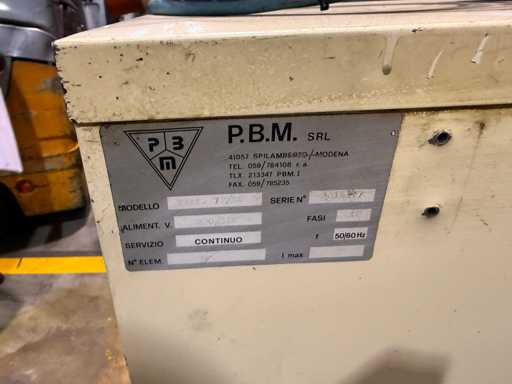 P B M
P.B.M. SRL
41057 SPILAMBERTO-MODENA
TEL. 059/784108 r.a.
TLX. 213347 PBM. I
FAX. 059/785235
MODELLO SERIE N°
ALIMENT. V. FASI
SERVIZIO CONTINUO f 50/60Hz
N° ELEM. I max